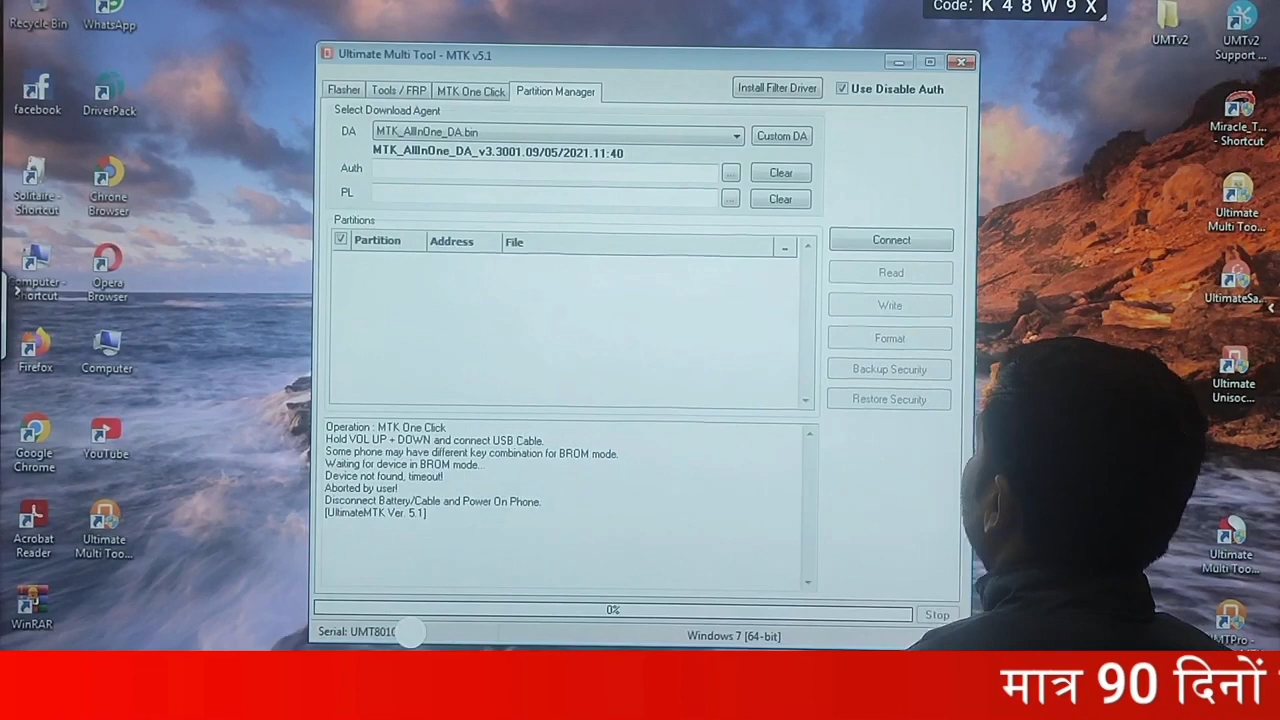 Code: K 4 8 W 9 X
Recycle Bin
WhatsApp
UMTv2
UMTv2
Support ...
Ultimate Multi Tool - MTK v5.1
Flasher
Tools / FRP
MTK One Click
Partition Manager
Install Filter Driver
Use Disable Auth
facebook
DriverPack
Select Download Agent
DA
MTK_AllInOne_DA.bin
Custom DA
MTK_AllInOne_DA_v3.3001.09/05/2021.11:40
Auth
...
Clear
PL
...
Clear
Miracle_T...
- Shortcut
Solitaire -
Shortcut
Chrome
Browser
Ultimate
Multi Too...
Partitions
Partition
Address
File
..
Connect
Read
Write
Format
Backup Security
Restore Security
Computer -
Shortcut
Opera
Browser
UltimateSa...
Firefox
Computer
Ultimate
Unisoc...
Google
Chrome
YouTube
Operation : MTK One Click
Hold VOL UP + DOWN and connect USB Cable.
Some phone may have different key combination for BROM mode.
Waiting for device in BROM mode...
Device not found, timeout!
Aborted by user!
Disconnect Battery/Cable and Power On Phone.
[UltimateMTK Ver. 5.1]
Acrobat
Reader
Ultimate
Multi Too...
Ultimate
Multi Too...
WinRAR
0%
Stop
Serial: UMT8010
Windows 7 [64-bit]
मात्र 90 दिनों